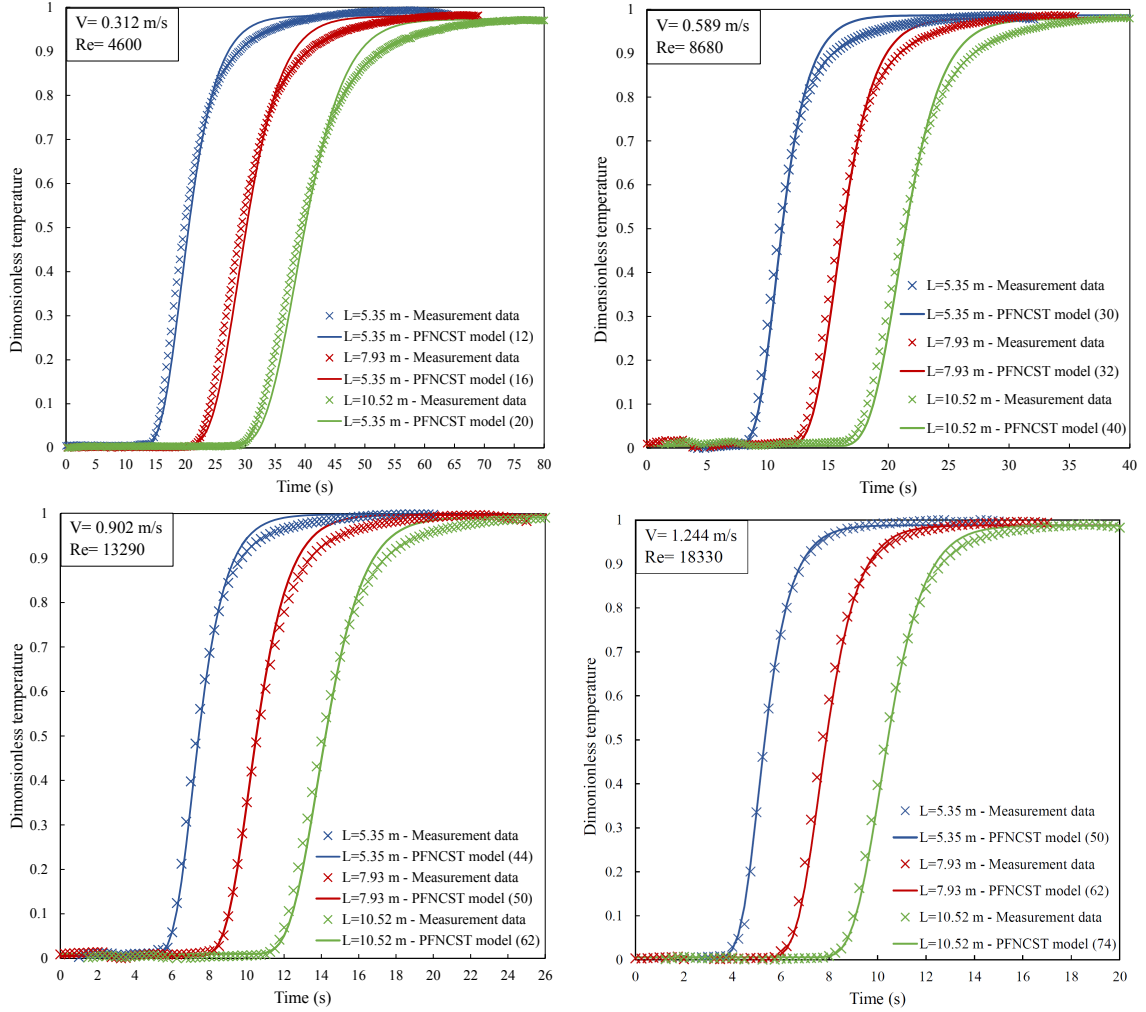 V: 0.312 m/s
Re= 4600
Dimonsionless temperature
1
0.9
0.8
0.7
0.6
0.5
0.4
0.3
0.2
0.1
0
L=5.35 m - Measurement data
L=5.35 m - PFNCST model (12)
L=7.93 m - Measurement data
L=5.35 m - PFNCST model (16)
L=10.52 m - Measurement data
L=5.35 m - PFNCST model (20)
0 5 10 15 20 25 30 35 40 45 50 55 60 65 70 75 80
Time (s)
V: 0.589 m/s
Re= 8680
Dimensionless temperature
1
0.9
0.8
0.7
0.6
0.5
0.4
0.3
0.2
0.1
0
L=5.35 m - Measurement data
L=5.35 m - PFNCST model (30)
L=7.93 m - Measurement data
L=7.93 m - PFNCST model (32)
L=10.52 m - Measurement data
L=10.52 m - PFNCST model (40)
0 5 10 15 20 25 30 35 40
Time (s)
V= 0.902 m/s
Re= 13290
Dimonsionless temperature
1
0.9
0.8
0.7
0.6
0.5
0.4
0.3
0.2
0.1
0
L=5.35 m - Measurement data
L=5.35 m - PFNCST model (44)
L=7.93 m - Measurement data
L=7.93 m - PFNCST model (50)
L=10.52 m - Measurement data
L=10.52 m - PFNCST model (62)
0 2 4 6 8 10 12 14 16 18 20 22 24 26
Time (s)
V= 1.244 m/s
Re= 18330
Dimonionless temperature
1
0.9
0.8
0.7
0.6
0.5
0.4
0.3
0.2
0.1
0
L=5.35 m - Measurement data
L=5.35 m - PFNCST model (50)
L=7.93 m - Measurement data
L=7.93 m - PFNCST model (62)
L=10.52 m - Measurement data
L=10.52 m - PFNCST model (74)
0 2 4 6 8 10 12 14 16 18 20
Time (s)